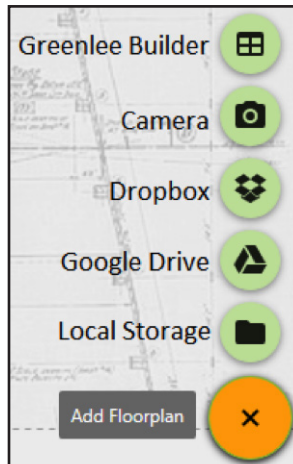 Greenlee Builder
Camera
Dropbox
Google Drive
Local Storage
Add Floorplan